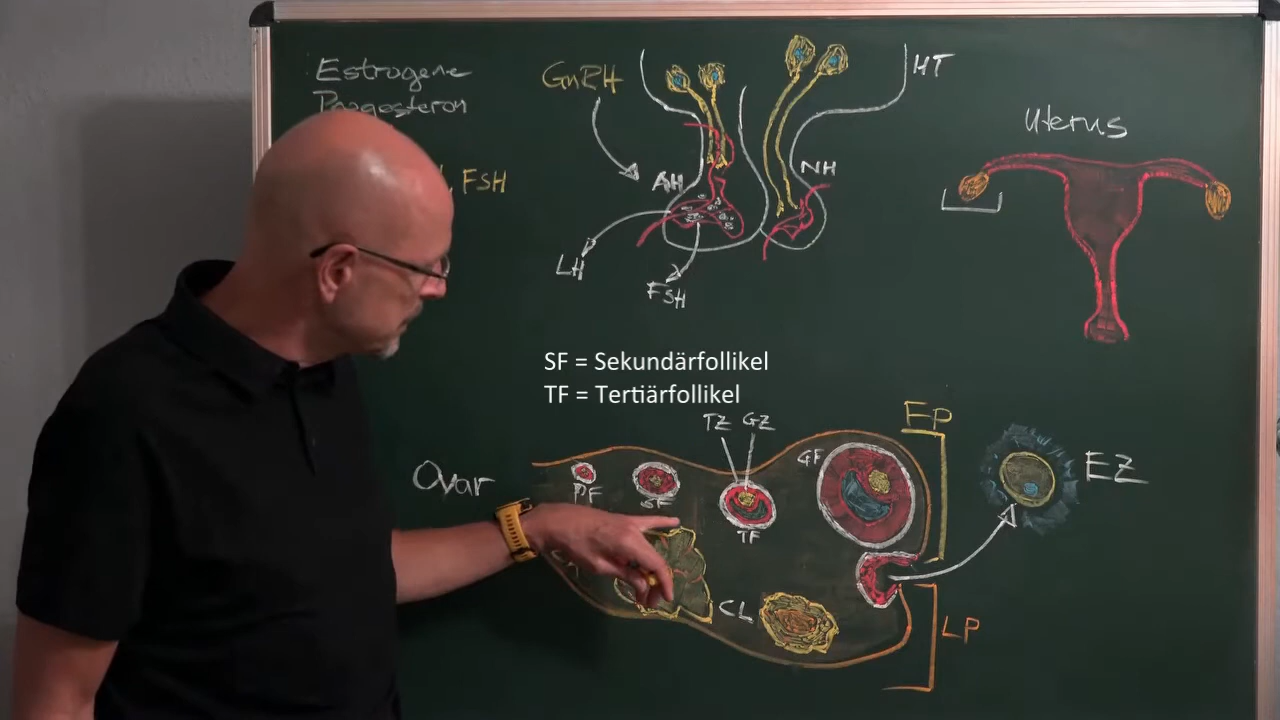 Estrogene
Progesteron
, FSH
GnRH
HT
AH
NH
LH
FSH
Uterus
SF = Sekundärfollikel
TF = Tertiärfollikel
TZ GZ
Ep
GF
EZ
Ovar
PF
SF
TF
CL
LP